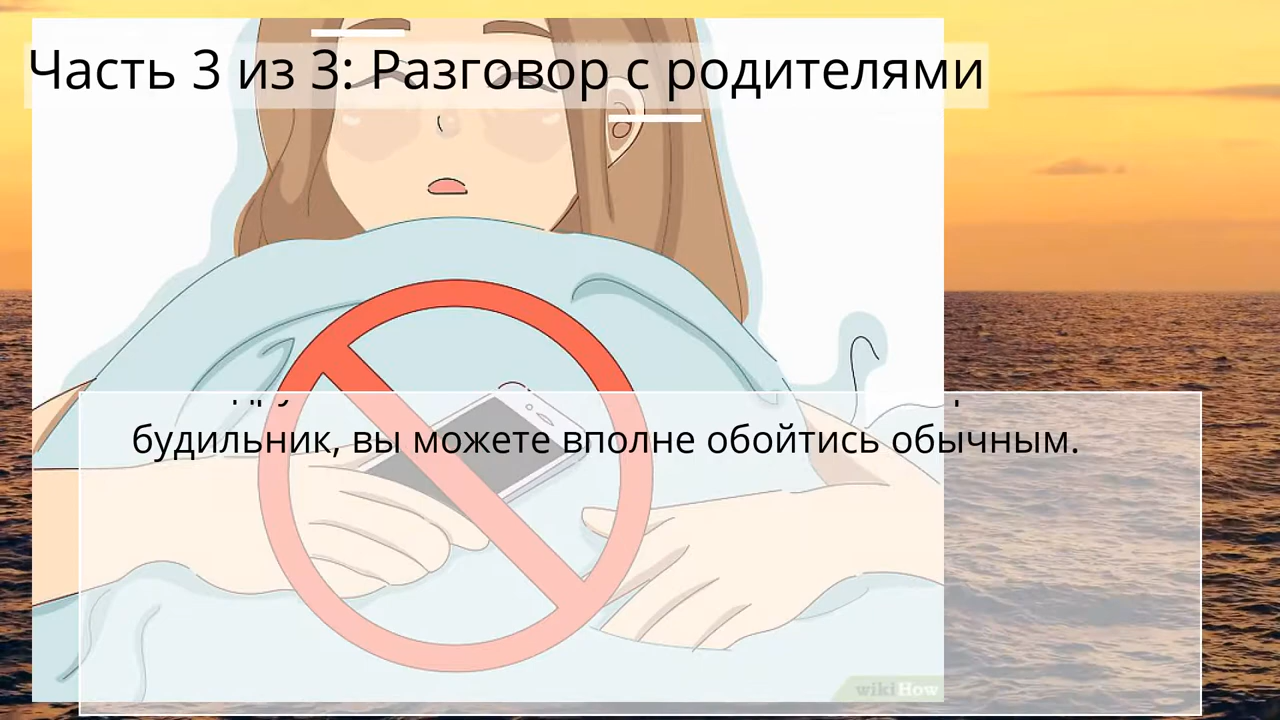 Часть 3 из 3: Разговор с родителями
будильник, вы можете вполне обойтись обычным.
wikiHow